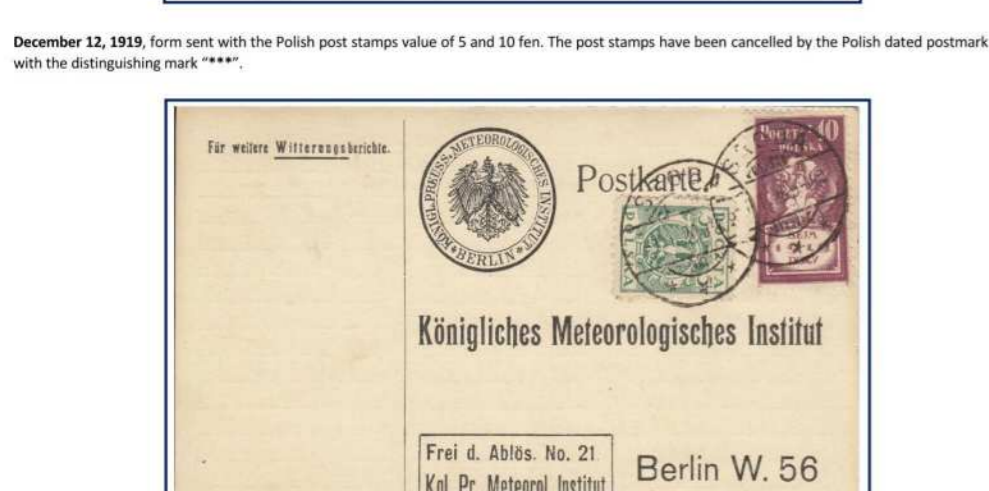 December 12, 1919, form sent with the Polish post stamps value of 5 and 10 fen. The post stamps have been cancelled by the Polish dated postmark
with the distinguishing mark “***”.
Für weitere Witterungsberichte.
KÖNIGL. PREUSS. METEOROLOGISCHES INSTITUT
* BERLIN *
Postkarte
POCZTA 10
POLSKA
SEJM
POLSKA
Königliches Meteorologisches Institut
Frei d. Ablös. No. 21
Kgl Pr. Meteorol Institut
Berlin W. 56